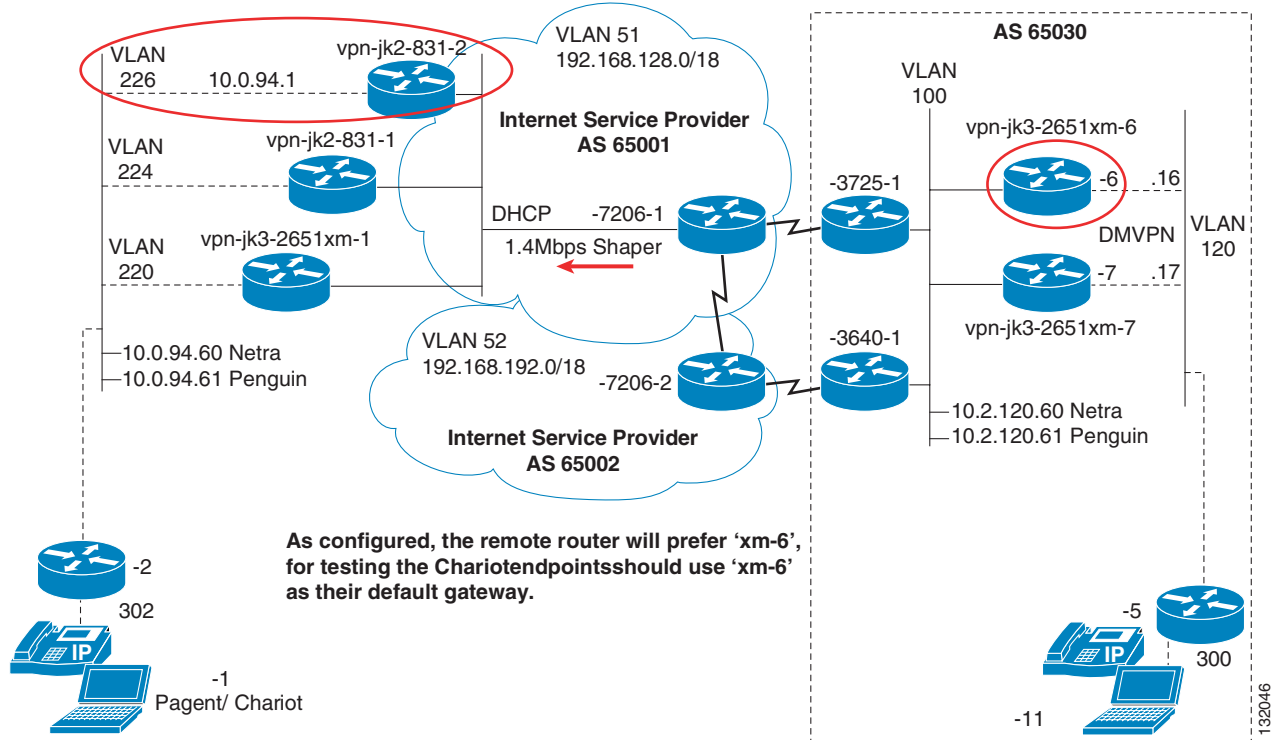 AS 65030
VLAN 51
192.168.128.0/18
VLAN
226
10.0.94.1
vpn-jk2-831-2
VLAN
100
Internet Service Provider
AS 65001
vpn-jk3-2651xm-6
VLAN
224
vpn-jk2-831-1
-3725-1
-6
.16
DHCP
-7206-1
1.4Mbps Shaper
DMVPN
VLAN
120
VLAN
220
vpn-jk3-2651xm-1
-7
.17
vpn-jk3-2651xm-7
VLAN 52
192.168.192.0/18
-3640-1
10.0.94.60 Netra
10.0.94.61 Penguin
-7206-2
10.2.120.60 Netra
10.2.120.61 Penguin
Internet Service Provider
AS 65002
As configured, the remote router will prefer ‘xm-6’,
for testing the Chariotendpointsshould use ‘xm-6’
as their default gateway.
-2
302
IP
-1
Pagent/ Chariot
-5
IP
300
-11
132046